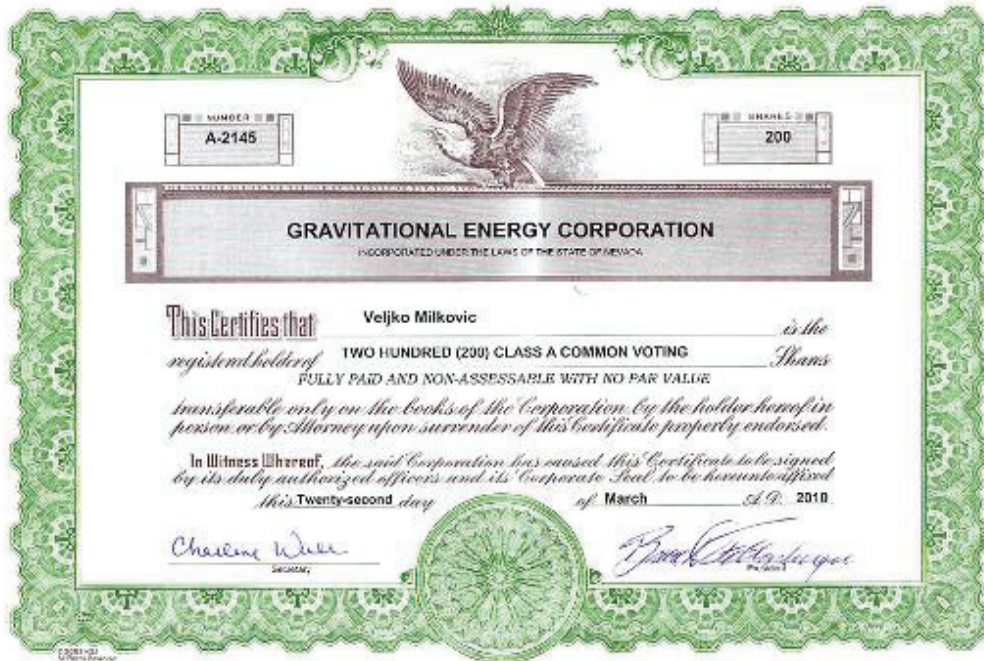 NUMBER
A-2145
SHARES
200
GRAVITATIONAL ENERGY CORPORATION
INCORPORATED UNDER THE LAWS OF THE STATE OF NEVADA
This Certifies that Veljko Milkovic is the
registered holder of TWO HUNDRED (200) CLASS A COMMON VOTING Shares
FULLY PAID AND NON-ASSESSABLE WITH NO PAR VALUE
transferable only on the books of the Corporation by the holder hereof in
person or by Attorney upon surrender of this Certificate properly endorsed.
In Witness Whereof, the said Corporation has caused this Certificate to be signed
by its duly authorized officers and its Corporate Seal to be hereunto affixed
this Twenty-second day of March A.D. 2010
Charlene
Secretary
President
All Rights Reserved